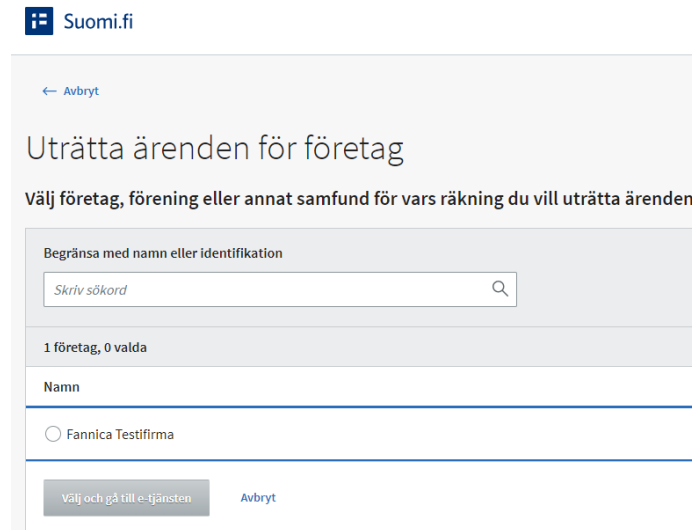 Suomi.fi
← Avbryt
Uträtta ärenden för företag
Välj företag, förening eller annat samfund för vars räkning du vill uträtta ärenden
Begränsa med namn eller identifikation
Skriv sökord
1 företag, 0 valda
Namn
Fannica Testifirma
Välj och gå till e-tjänsten Avbryt